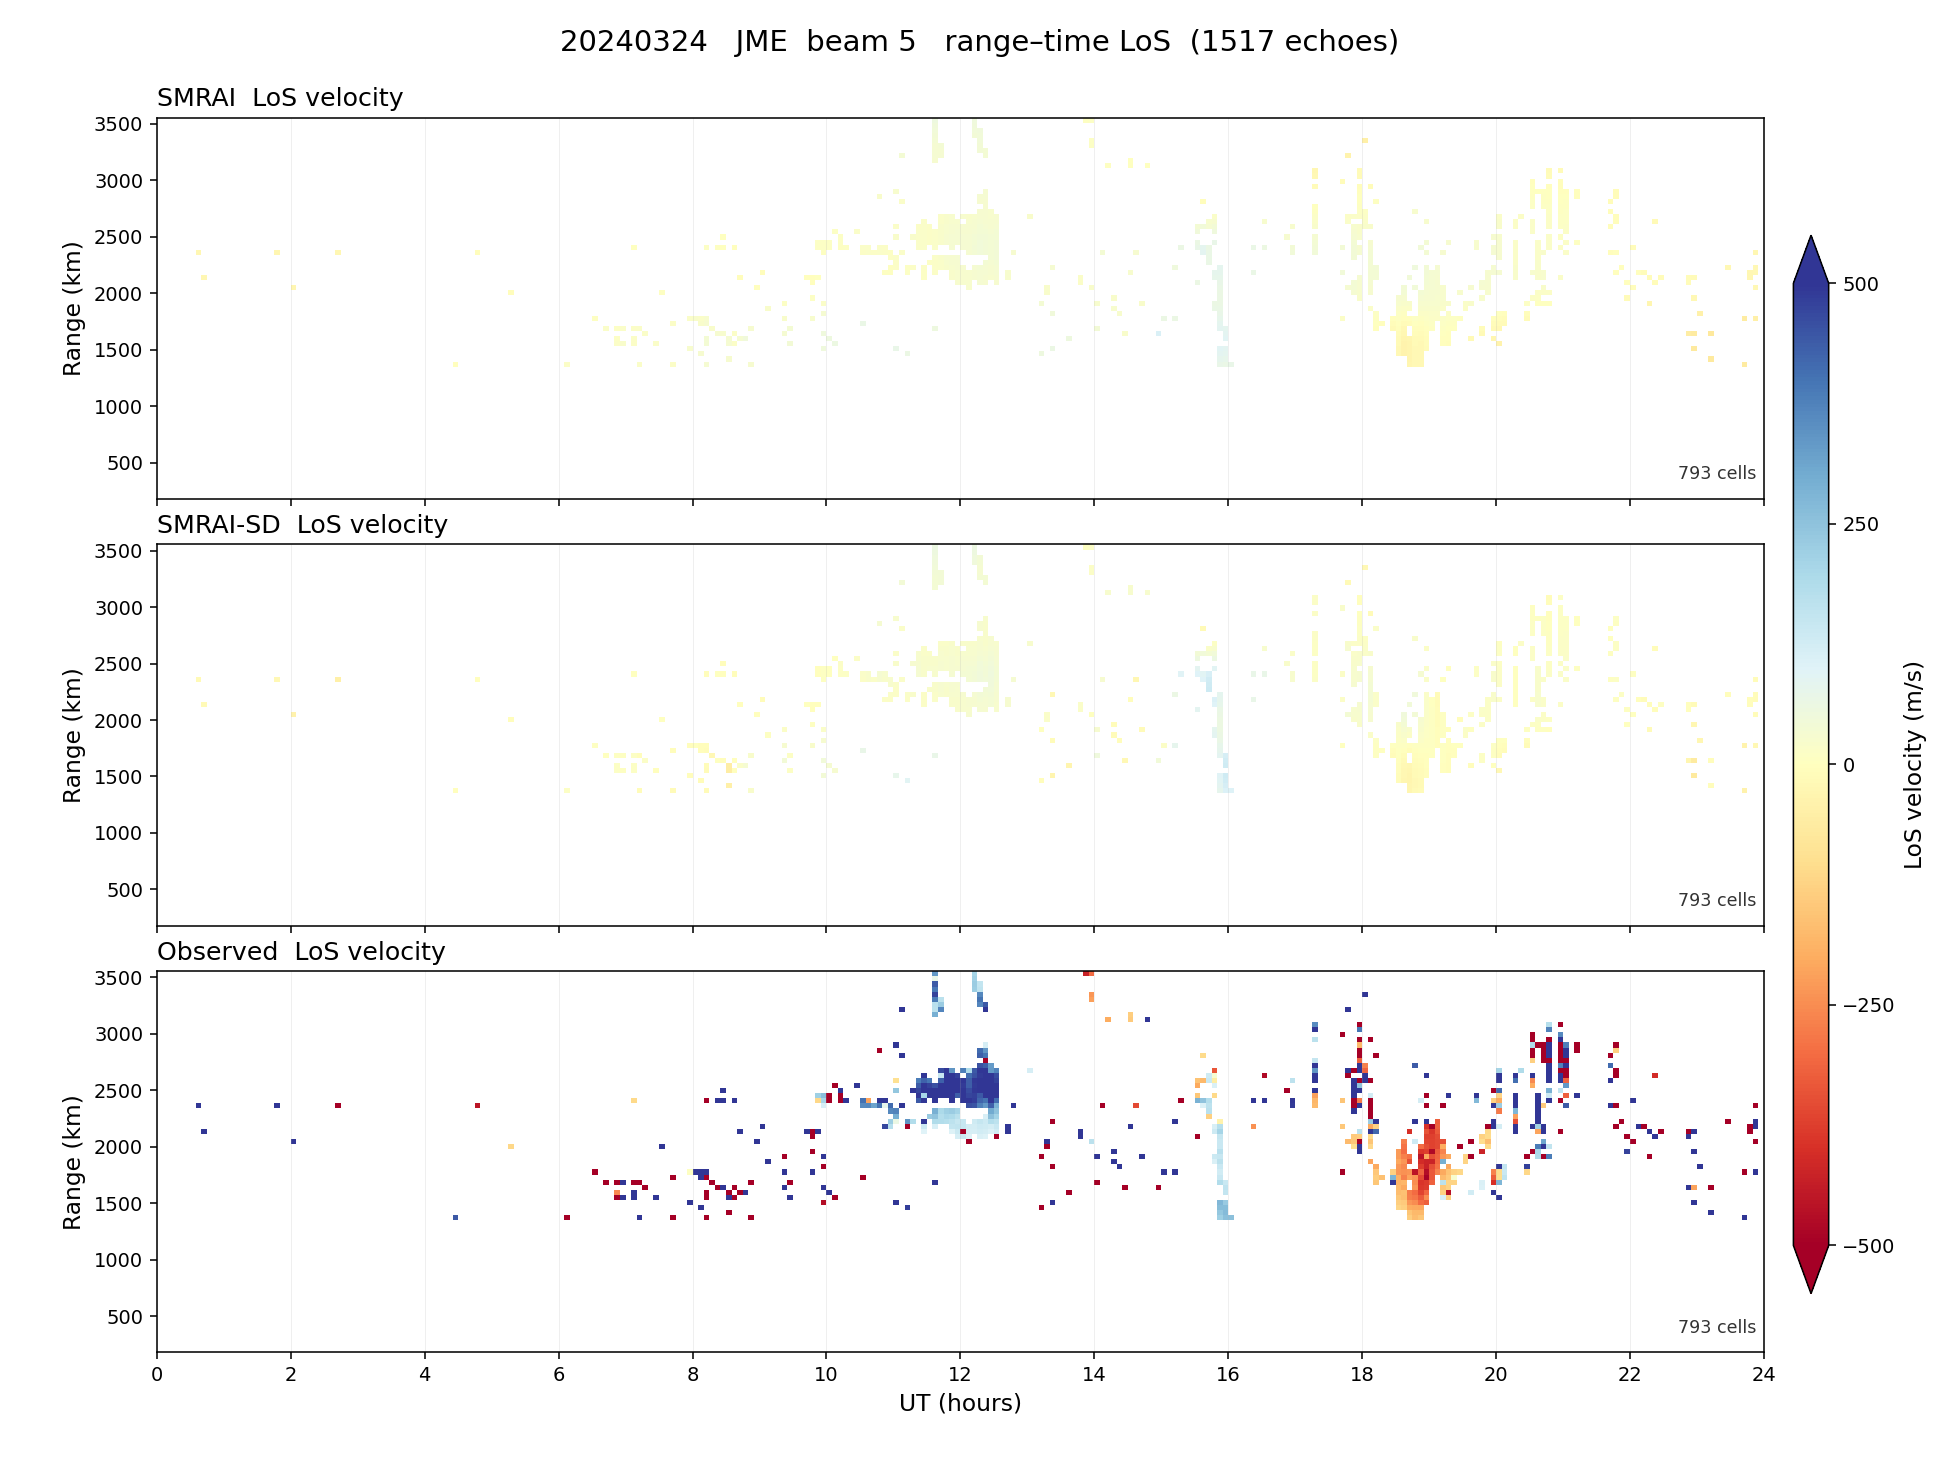 20240324 JME beam 5 range–time LoS (1517 echoes)
SMRAI LoS velocity
3500
3000
2500
2000
1500
1000
500
Range (km)
793 cells
SMRAI-SD LoS velocity
3500
3000
2500
2000
1500
1000
500
Range (km)
793 cells
Observed LoS velocity
3500
3000
2500
2000
1500
1000
500
Range (km)
793 cells
0 2 4 6 8 10 12 14 16 18 20 22 24
UT (hours)
500
250
0
−250
−500
LoS velocity (m/s)